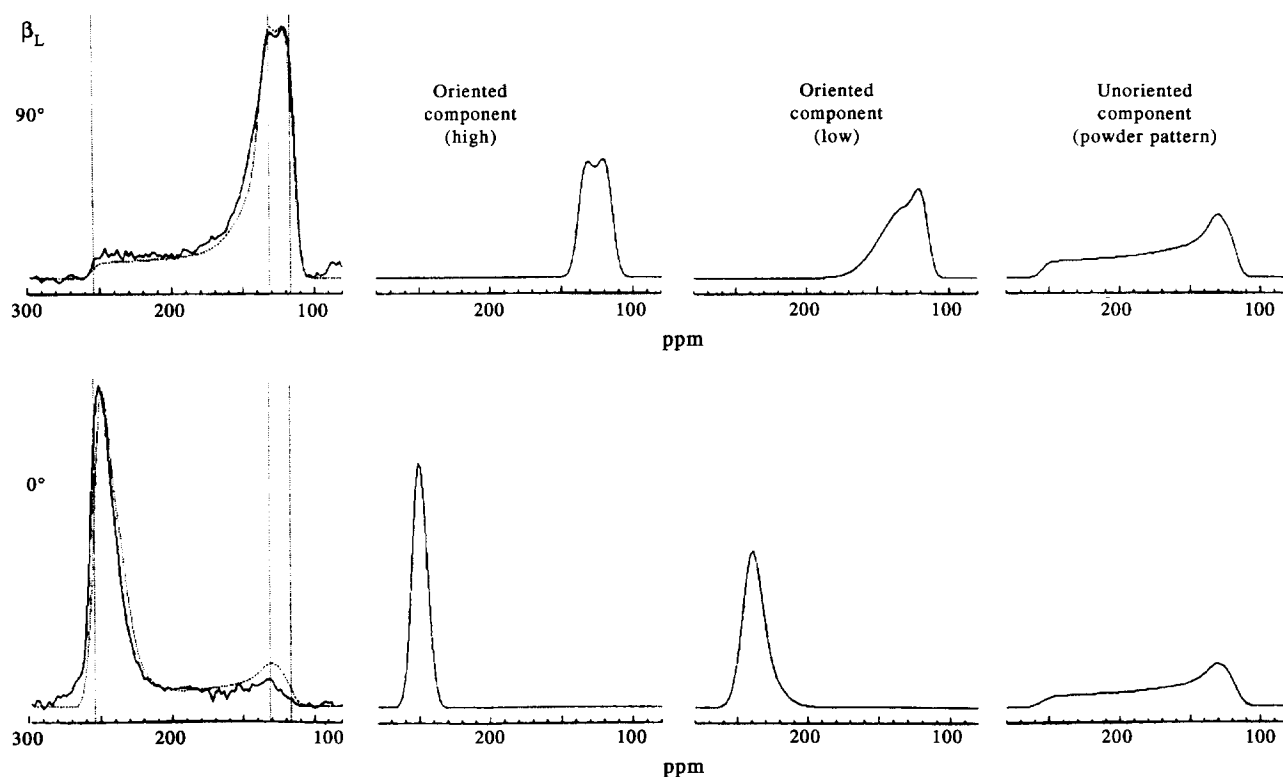 β_L
90°
Oriented
component
(high)
Oriented
component
(low)
Unoriented
component
(powder pattern)
300 200 100 200 100 200 100 200 100
ppm
0°
300 200 100 200 100 200 100 200 100
ppm